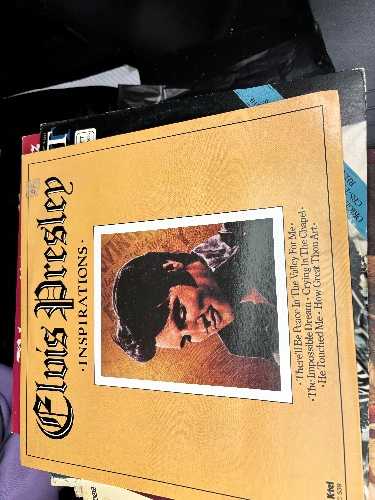 Elvis Presley
·INSPIRATIONS·
·There'll Be Peace In The Valley For Me·
·The Impossible Dream·Crying In The Chapel·
·He Touched Me·How Great Thou Art·
K-tel